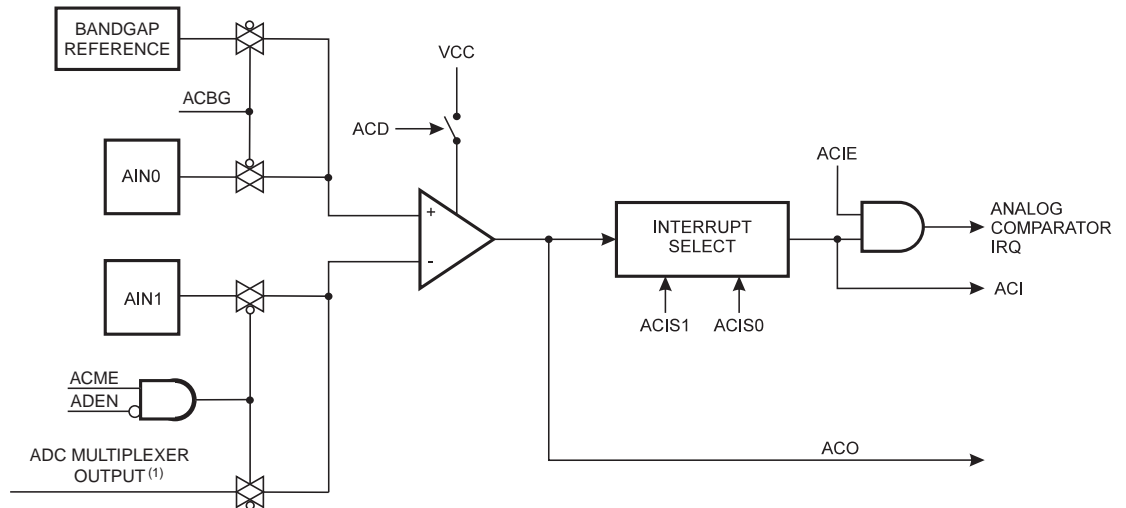 BANDGAP
REFERENCE
VCC
ACBG
ACD
AIN0
ACIE
+
INTERRUPT
SELECT
ANALOG
COMPARATOR
IRQ
-
AIN1
ACI
ACIS1 ACIS0
ACME
ADEN
ADC MULTIPLEXER
OUTPUT (1)
ACO